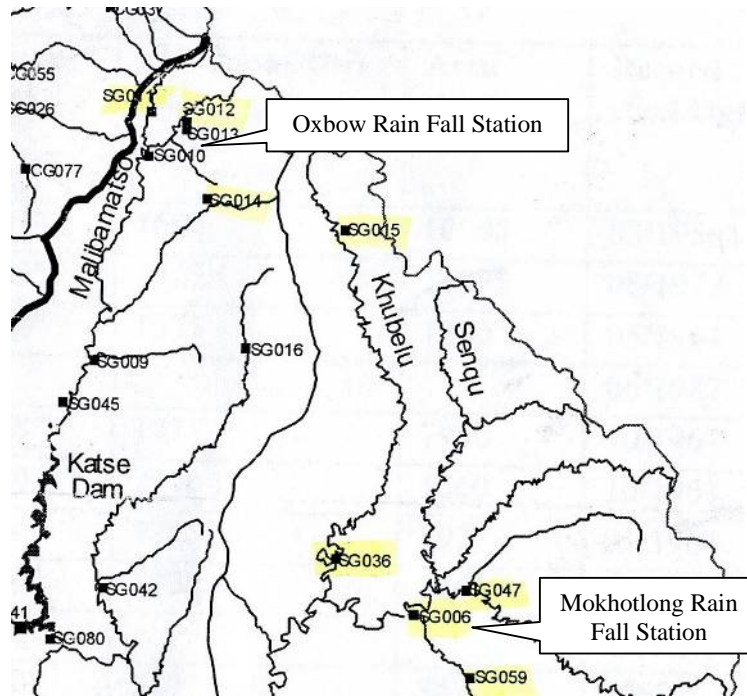 CG055
SG026
CG077
SG011
SG012
SG013
SG010
SG014
Oxbow Rain Fall Station
Malibamatso
SG015
Khubelu
Senqu
SG016
SG009
SG045
Katse
Dam
SG036
SG042
SG047
SG006
Mokhotlong Rain
Fall Station
41
SG080
SG059